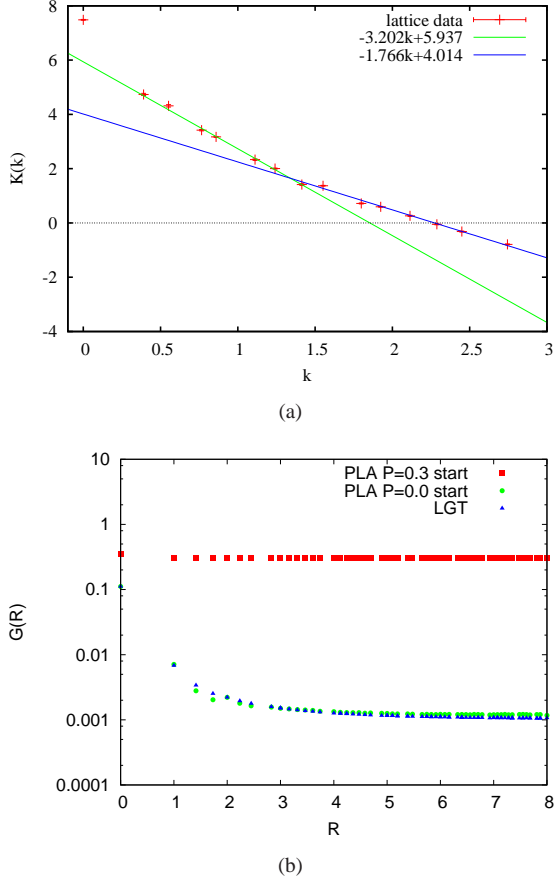 lattice data
-3.202k+5.937
-1.766k+4.014
8
6
4
2
0
-2
-4
K(k)
0
0.5
1
1.5
2
2.5
3
k
(a)
PLA P=0.3 start
PLA P=0.0 start
LGT
10
1
0.1
0.01
0.001
0.0001
G(R)
0
1
2
3
4
5
6
7
8
R
(b)